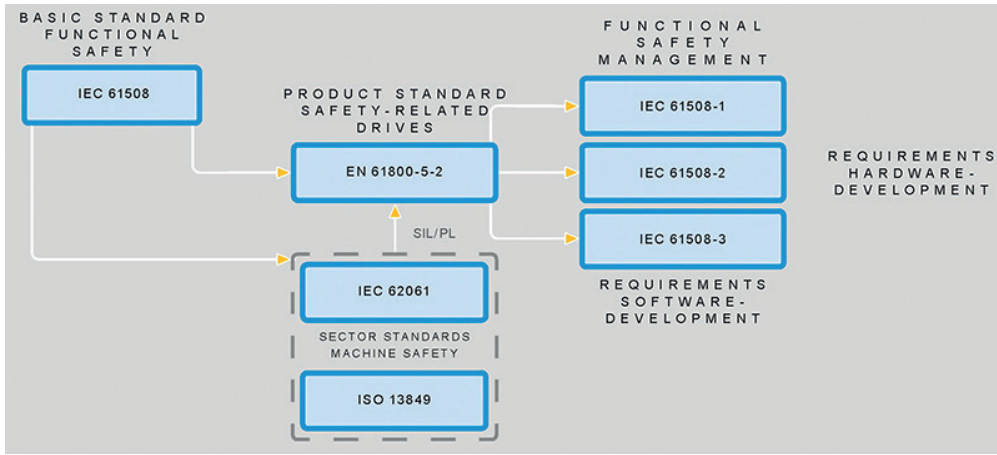 BASIC STANDARD
FUNCTIONAL
SAFETY
IEC 61508
PRODUCT STANDARD
SAFETY-RELATED
DRIVES
EN 61800-5-2
SIL/PL
IEC 62061
SECTOR STANDARDS
MACHINE SAFETY
ISO 13849
FUNCTIONAL
SAFETY
MANAGEMENT
IEC 61508-1
IEC 61508-2
REQUIREMENTS
HARDWARE-
DEVELOPMENT
IEC 61508-3
REQUIREMENTS
SOFTWARE-
DEVELOPMENT